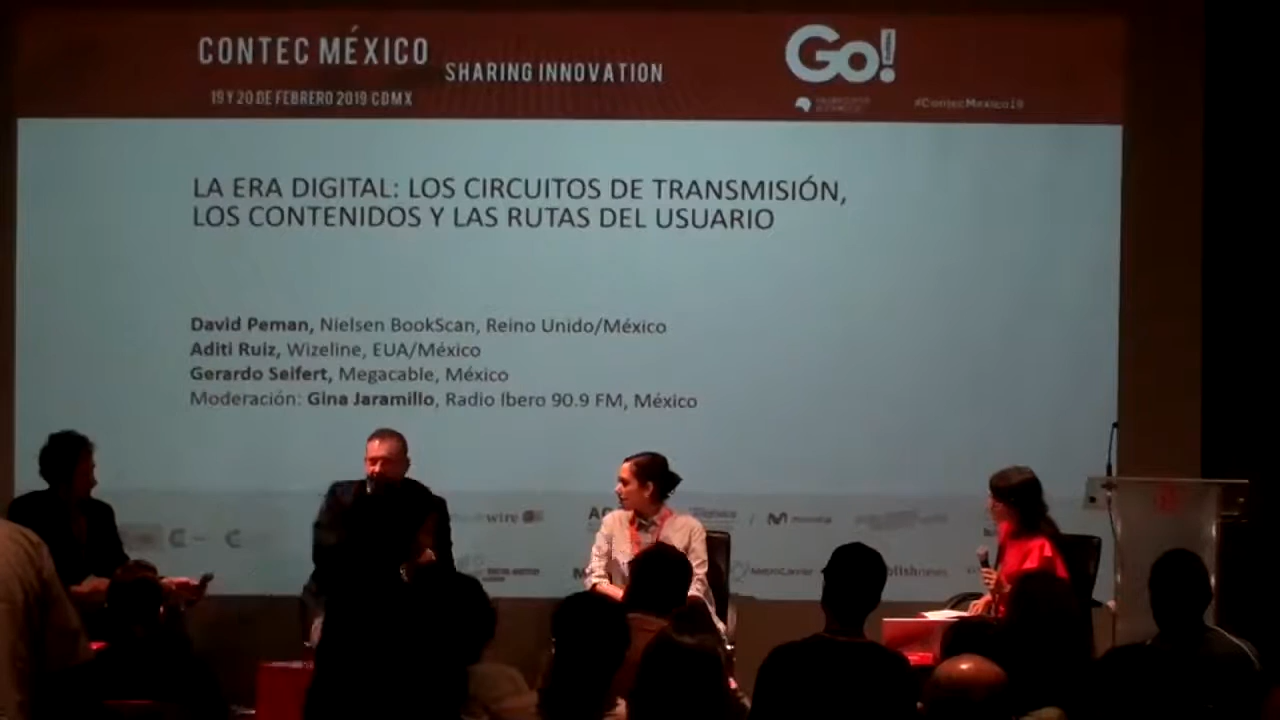 CONTEC MÉXICO
SHARING INNOVATION
19 Y 20 DE FEBRERO 2019 CDMX
Go!
#ContecMexico19
LA ERA DIGITAL: LOS CIRCUITOS DE TRANSMISIÓN,
LOS CONTENIDOS Y LAS RUTAS DEL USUARIO
David Peman, Nielsen BookScan, Reino Unido/México
Aditi Ruiz, Wizeline, EUA/México
Gerardo Seifert, Megacable, México
Moderación: Gina Jaramillo, Radio Ibero 90.9 FM, México